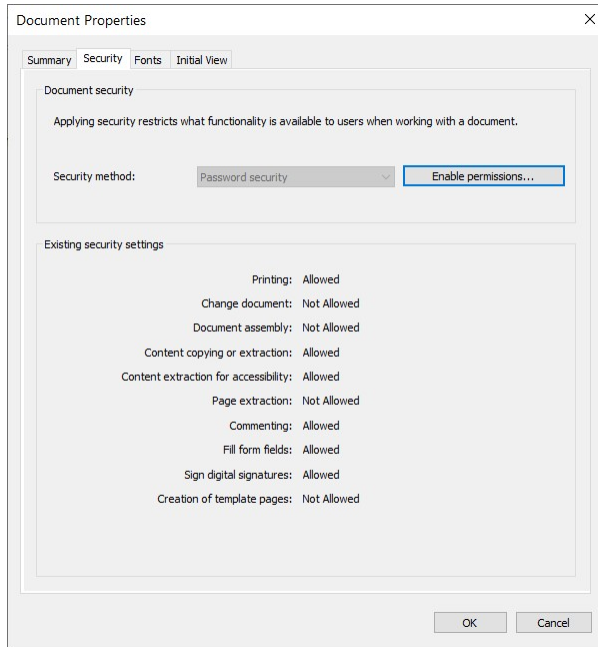 Document Properties
Summary Security Fonts Initial View
Document security
Applying security restricts what functionality is available to users when working with a document.
Security method: Password security Enable permissions...
Existing security settings
Printing: Allowed
Change document: Not Allowed
Document assembly: Not Allowed
Content copying or extraction: Allowed
Content extraction for accessibility: Allowed
Page extraction: Not Allowed
Commenting: Allowed
Fill form fields: Allowed
Sign digital signatures: Allowed
Creation of template pages: Not Allowed
OK Cancel